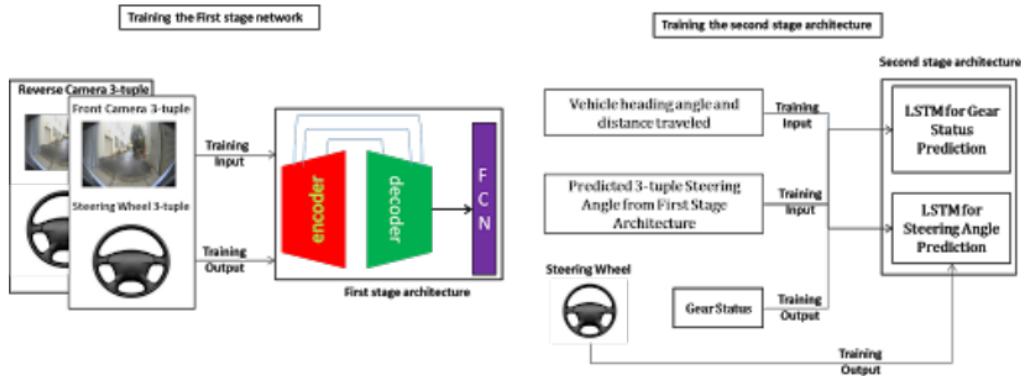 Training the First stage network
Reverse Camera 3-tuple
Front Camera 3-tuple
Steering Wheel 3-tuple
Training
Input
Training
Output
encoder
decoder
F
C
N
First stage architecture
Training the second stage architecture
Second stage architecture
Vehicle heading angle and
distance traveled
Training
Input
Predicted 3-tuple Steering
Angle from First Stage
Architecture
Training
Input
LSTM for Gear
Status
Prediction
LSTM for
Steering Angle
Prediction
Steering Wheel
Gear Status
Training
Output
Training
Output